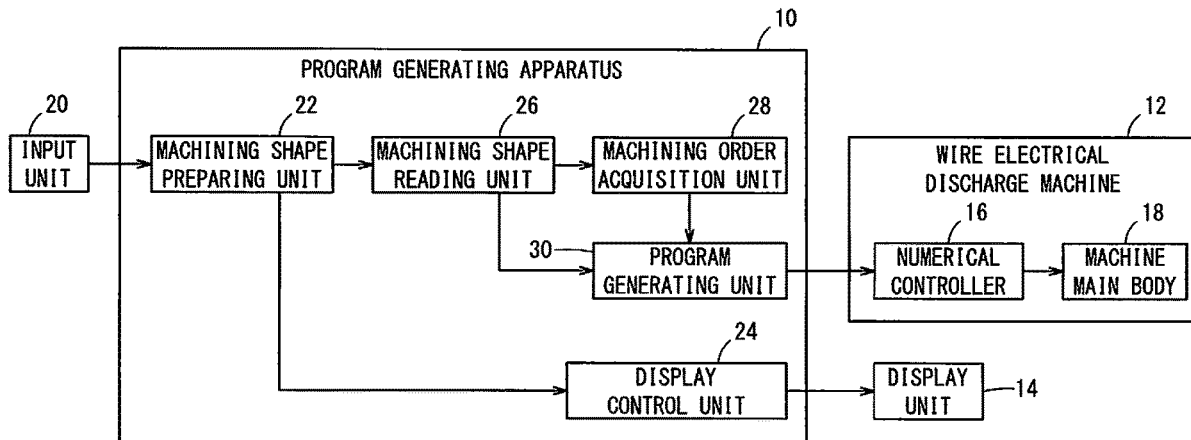 10
PROGRAM GENERATING APPARATUS
20
22
26
28
12
INPUT
UNIT
MACHINING SHAPE
PREPARING UNIT
MACHINING SHAPE
READING UNIT
MACHINING ORDER
ACQUISITION UNIT
WIRE ELECTRICAL
DISCHARGE MACHINE
16
18
30
PROGRAM
GENERATING UNIT
NUMERICAL
CONTROLLER
MACHINE
MAIN BODY
24
DISPLAY
CONTROL UNIT
DISPLAY
UNIT
14